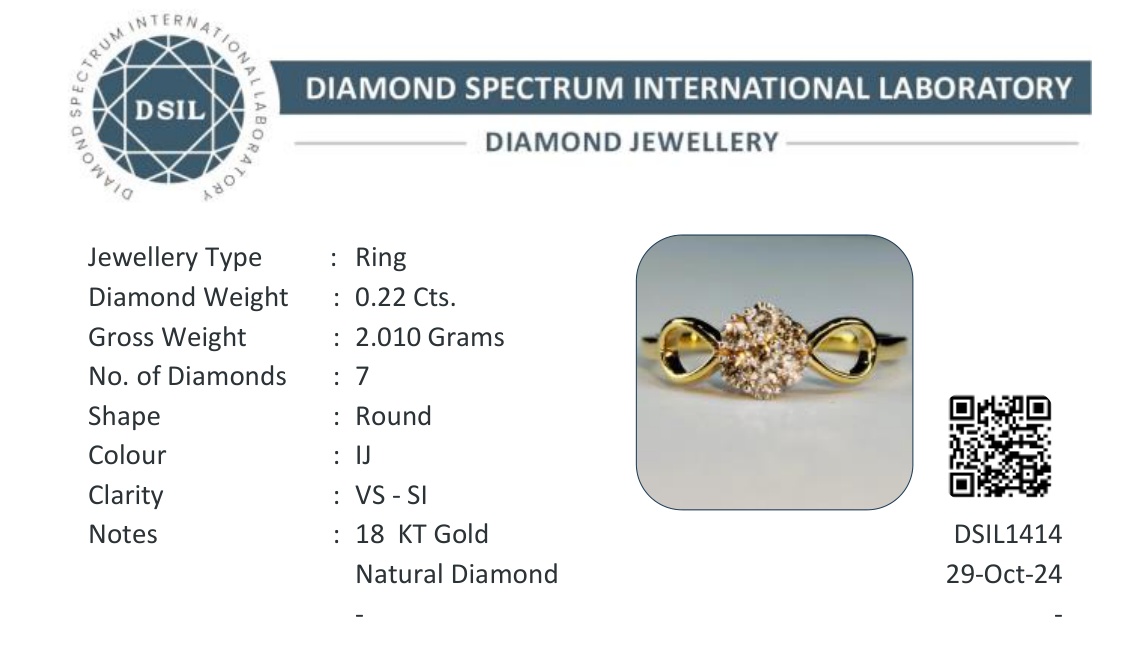 DIAMOND SPECTRUM INTERNATIONAL LABORATORY
DSIL
DIAMOND SPECTRUM INTERNATIONAL LABORATORY
DIAMOND JEWELLERY
Jewellery Type : Ring
Diamond Weight : 0.22 Cts.
Gross Weight : 2.010 Grams
No. of Diamonds : 7
Shape : Round
Colour : IJ
Clarity : VS - SI
Notes : 18 KT Gold
Natural Diamond
-
DSIL1414
29-Oct-24
-